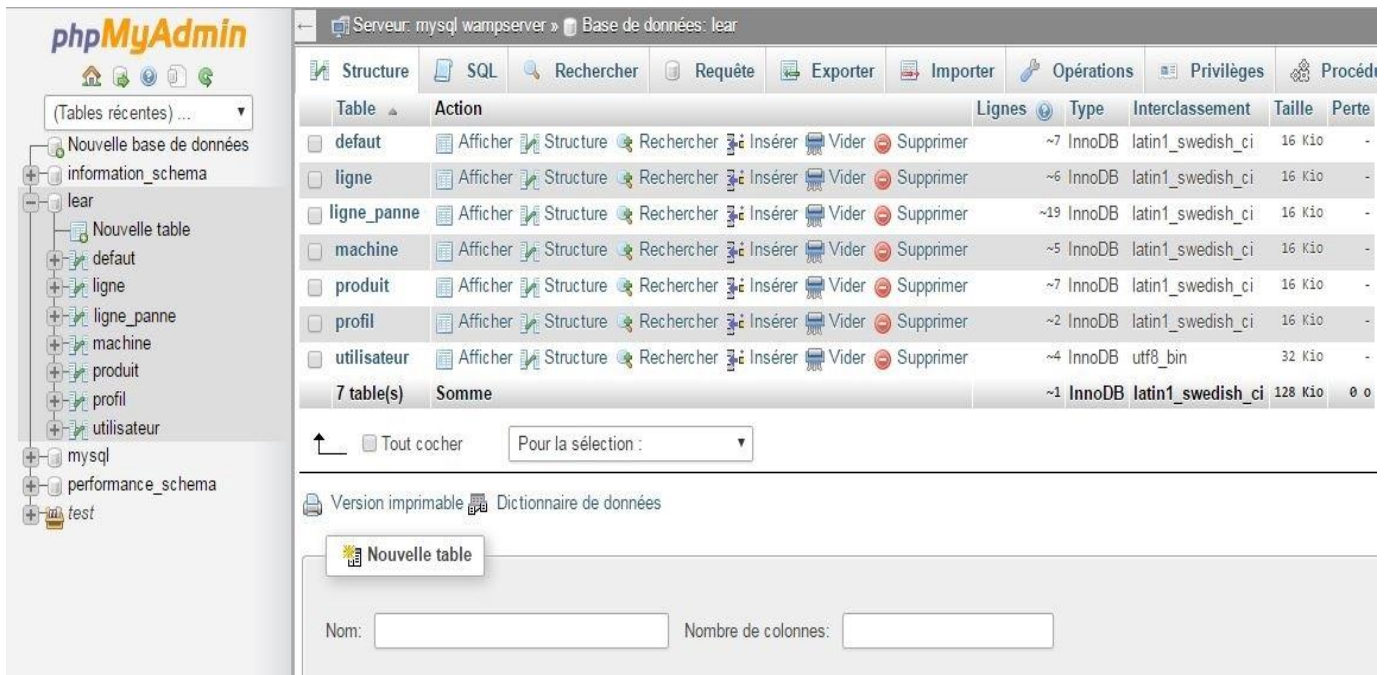 phpMyAdmin
(Tables récentes) ...
Nouvelle base de données
information_schema
lear
Nouvelle table
defaut
ligne
ligne_panne
machine
produit
profil
utilisateur
mysql
performance_schema
test
Serveur: mysql wampserver » Base de données: lear
Structure SQL Rechercher Requête Exporter Importer Opérations Privilèges Procédu
Table Action Lignes Type Interclassement Taille Perte
defaut Afficher Structure Rechercher Insérer Vider Supprimer ~7 InnoDB latin1_swedish_ci 16 Kio -
ligne Afficher Structure Rechercher Insérer Vider Supprimer ~6 InnoDB latin1_swedish_ci 16 Kio -
ligne_panne Afficher Structure Rechercher Insérer Vider Supprimer ~19 InnoDB latin1_swedish_ci 16 Kio -
machine Afficher Structure Rechercher Insérer Vider Supprimer ~5 InnoDB latin1_swedish_ci 16 Kio -
produit Afficher Structure Rechercher Insérer Vider Supprimer ~7 InnoDB latin1_swedish_ci 16 Kio -
profil Afficher Structure Rechercher Insérer Vider Supprimer ~2 InnoDB latin1_swedish_ci 16 Kio -
utilisateur Afficher Structure Rechercher Insérer Vider Supprimer ~4 InnoDB utf8_bin 32 Kio -
7 table(s) Somme ~1 InnoDB latin1_swedish_ci 128 Kio 0 o
Tout cocher Pour la sélection :
Version imprimable Dictionnaire de données
Nouvelle table
Nom: Nombre de colonnes: